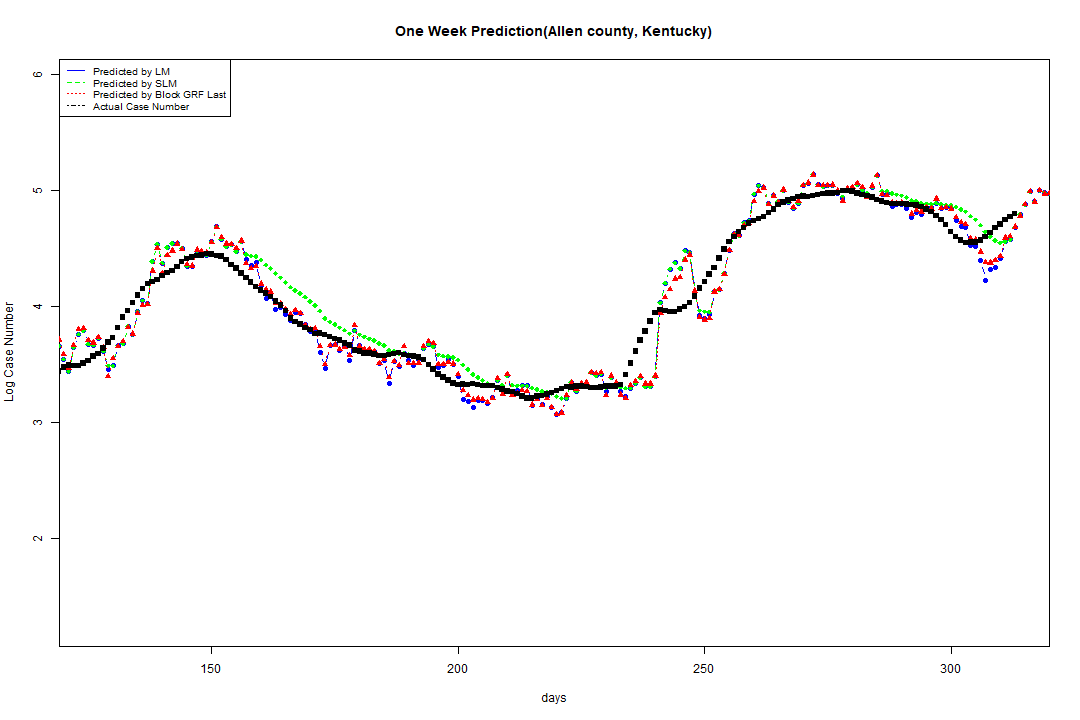 One Week Prediction(Allen county, Kentucky)
Predicted by LM
Predicted by SLM
Predicted by Block GRF Last
Actual Case Number
6
5
4
3
2
Log Case Number
150 200 250 300
days